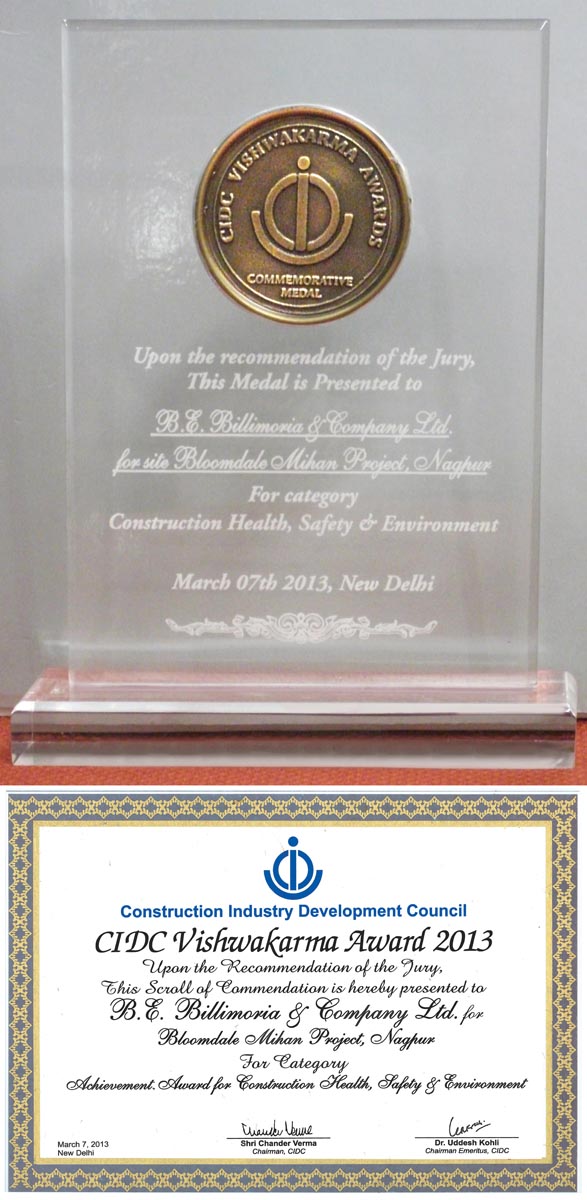 CIDC VISHWAKARMA AWARDS
COMMEMORATIVE
MEDAL
Upon the recommendation of the Jury,
This Medal is Presented to
B.E. Billimoria & Company Ltd.
for site Bloomdale Mihan Project, Nagpur
For category
Construction Health, Safety & Environment
March 07th 2013, New Delhi
Construction Industry Development Council
CIDC Vishwakarma Award 2013
Upon the Recommendation of the Jury,
This Scroll of Commendation is hereby presented to
B.E. Billimoria & Company Ltd. for
Bloomdale Mihan Project, Nagpur
For Category
Achievement Award for Construction Health, Safety & Environment
March 7, 2013
New Delhi
Shri Chander Verma
Chairman, CIDC
Dr. Uddesh Kohli
Chairman Emeritus, CIDC